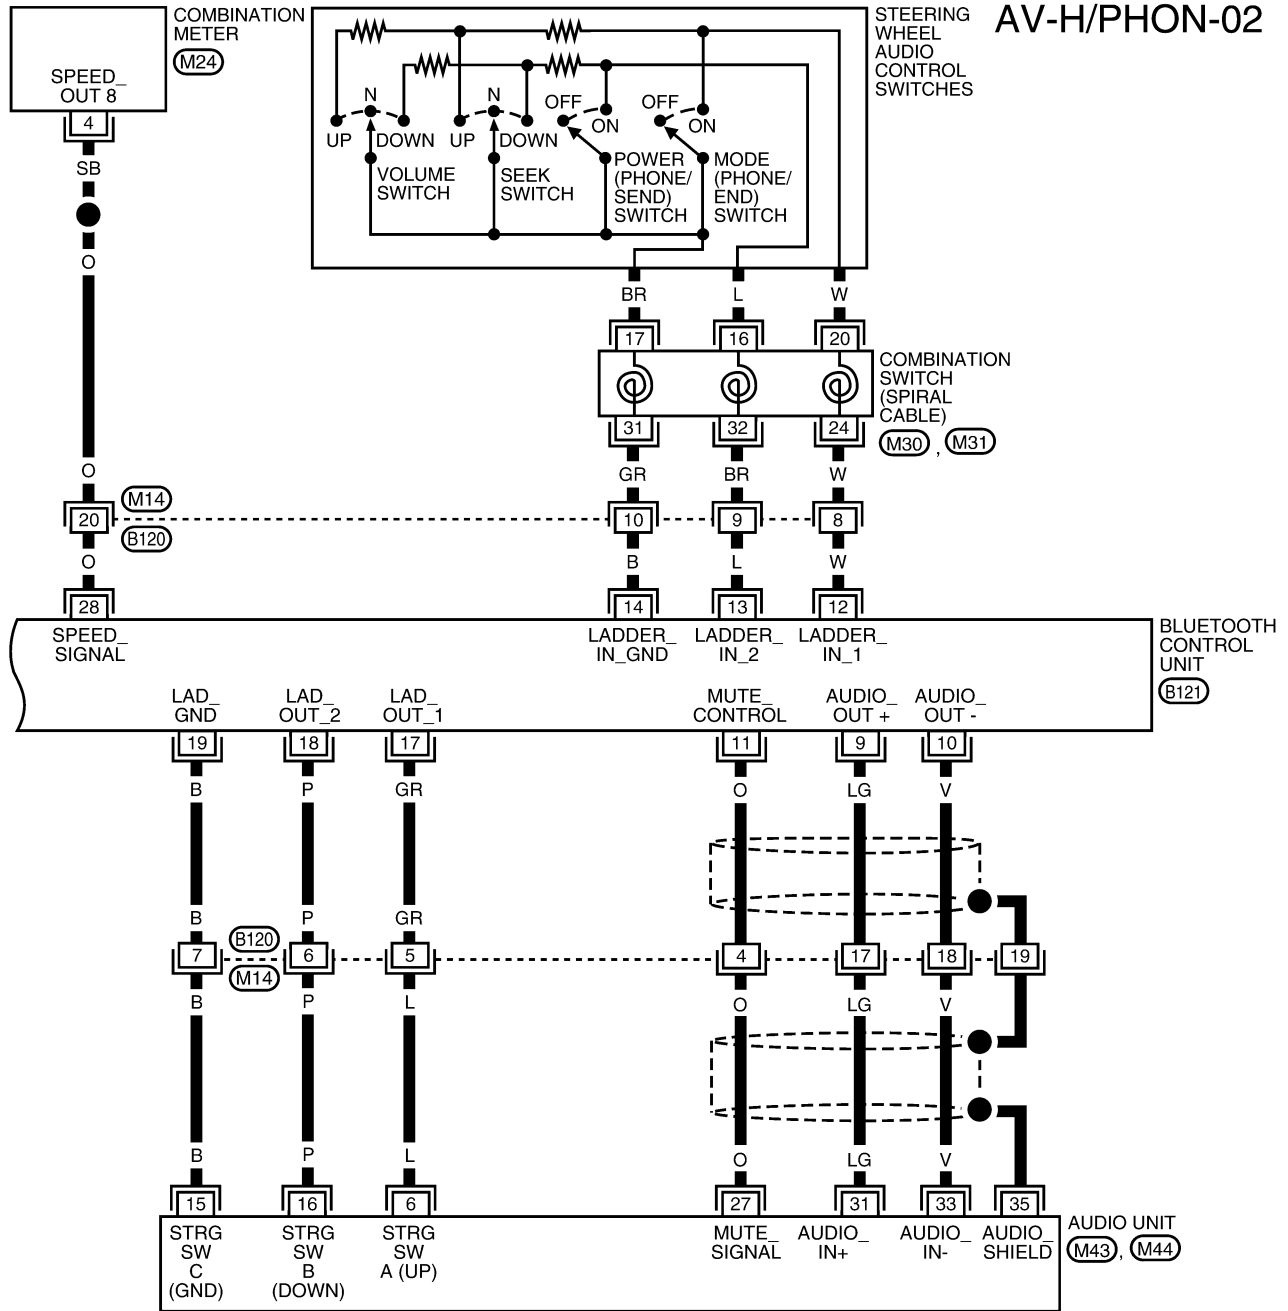 AV-H/PHON-02
COMBINATION
METER
M24
SPEED_
OUT 8
4
SB
O
O
STEERING
WHEEL
AUDIO
CONTROL
SWITCHES
N
UP
DOWN
VOLUME
SWITCH
N
UP
DOWN
SEEK
SWITCH
OFF
ON
POWER
(PHONE/
SEND)
SWITCH
OFF
ON
MODE
(PHONE/
END)
SWITCH
BR
L
W
17
16
20
COMBINATION
SWITCH
(SPIRAL
CABLE)
M30 , M31
31
32
24
GR
BR
W
M14
20
10
9
8
B120
O
B
L
W
28
14
13
12
SPEED_
SIGNAL
LADDER_
IN_GND
LADDER_
IN_2
LADDER_
IN_1
BLUETOOTH
CONTROL
UNIT
B121
LAD_
GND
LAD_
OUT_2
LAD_
OUT_1
MUTE_
CONTROL
AUDIO_
OUT +
AUDIO_
OUT -
19
18
17
11
9
10
B
P
GR
O
LG
V
B
P
GR
B120
7
6
5
4
17
18
19
M14
B
P
L
O
LG
V
B
P
L
O
LG
V
15
16
6
27
31
33
35
STRG
SW
C
(GND)
STRG
SW
B
(DOWN)
STRG
SW
A (UP)
MUTE_
SIGNAL
AUDIO_
IN+
AUDIO_
IN-
AUDIO_
SHIELD
AUDIO UNIT
M43 , M44